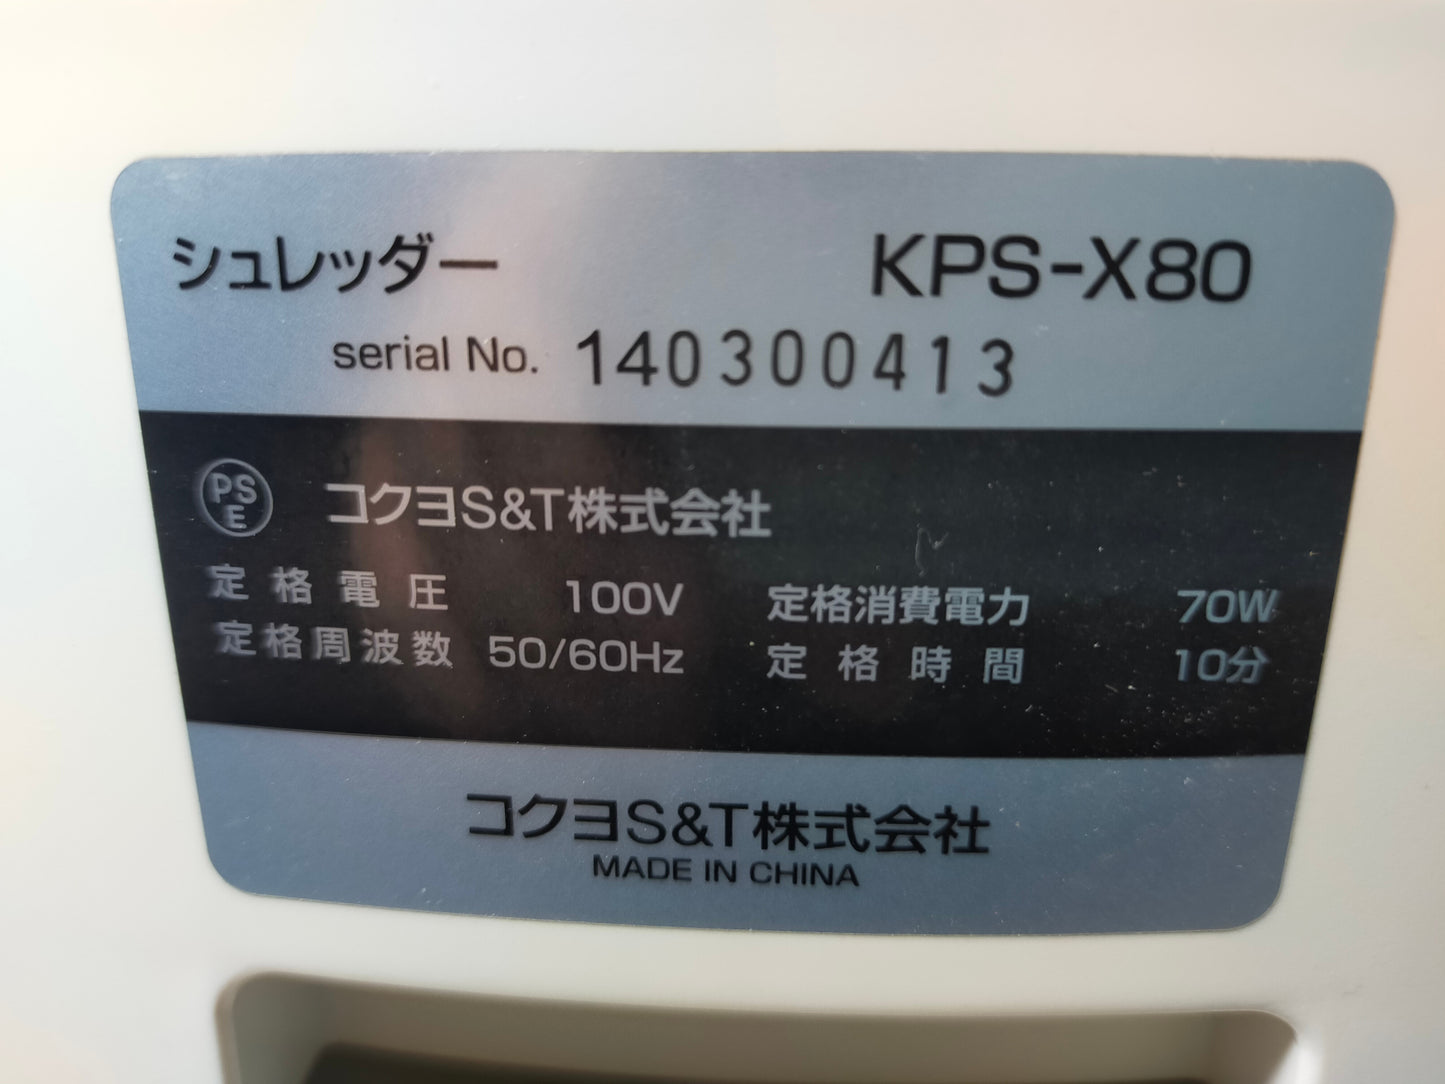 シュレッダー KPS-X80
serial No. 140300413
PS
E
コクヨS&T株式会社
定格電圧 100V 定格消費電力 70W
定格周波数 50/60Hz 定格時間 10分
コクヨS&T株式会社
MADE IN CHINA